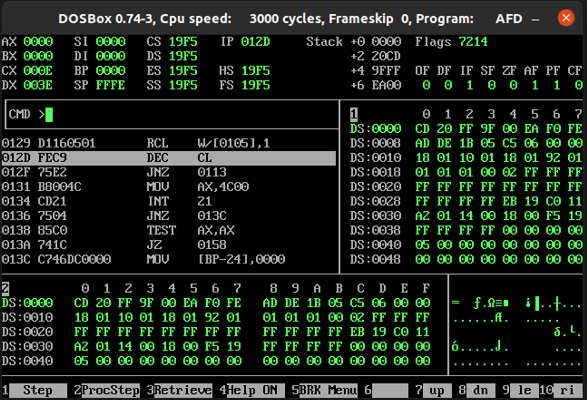 DOSBox 0.74-3, Cpu speed: 3000 cycles, Frameskip 0, Program: AFD
AX 0000 SI 0000 CS 19F5 IP 012D Stack +0 0000 Flags 7214
BX 0000 DI 0000 DS 19F5 +2 20CD
CX 000E BP 0000 ES 19F5 HS 19F5 +4 9FFF OF DF IF SF ZF AF PF CF
DX 003E SP FFFE SS 19F5 FS 19F5 +6 EA00 0 0 1 0 0 1 1 0
CMD >
1 0 1 2 3 4 5 6 7
DS:0000 CD 20 FF 9F 00 EA F0 FE
DS:0008 AD DE 1B 05 C5 06 00 00
DS:0010 18 01 10 01 18 01 92 01
DS:0018 01 01 01 00 02 FF FF FF
DS:0020 FF FF FF FF FF FF FF FF
DS:0028 FF FF FF FF EB 19 C0 11
DS:0030 A2 01 14 00 18 00 F5 19
DS:0038 FF FF FF FF 00 00 00 00
DS:0040 05 00 00 00 00 00 00 00
DS:0048 00 00 00 00 00 00 00 00
0129 D1160501 RCL W/[0105],1
012D FEC9 DEC CL
012F 75E2 JNZ 0113
0131 B8004C MOV AX,4C00
0134 CD21 INT 21
0136 7504 JNZ 013C
0138 85C0 TEST AX,AX
013A 741C JZ 0158
013C C746DC0000 MOV [BP-24],0000
2 0 1 2 3 4 5 6 7 8 9 A B C D E F
DS:0000 CD 20 FF 9F 00 EA F0 FE AD DE 1B 05 C5 06 00 00
DS:0010 18 01 10 01 18 01 92 01 01 01 01 00 02 FF FF FF
DS:0020 FF FF FF FF FF FF FF FF FF FF FF FF EB 19 C0 11
DS:0030 A2 01 14 00 18 00 F5 19 FF FF FF FF 00 00 00 00
DS:0040 05 00 00 00 00 00 00 00 00 00 00 00 00 00 00 00
1 Step 2 ProcStep 3 Retrieve 4 Help ON 5 BRK Menu 6 7 up 8 dn 9 le 10 ri